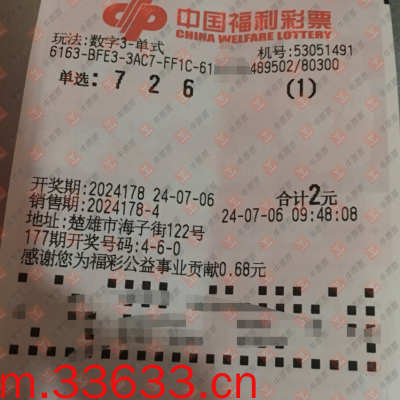 中国福利彩票
CHINA WELFARE LOTTERY
玩法:数字3-单式 机号:53051491
6163-BFE3-3AC7-FF1C-61 489502/80300
单选: 7 2 6 (1)
开奖期:2024178 24-07-06 合计2元
销售期:2024178-4 24-07-06 09:48:08
地址:楚雄市海子街122号
177期开奖号码:4-6-0
感谢您为福彩公益事业贡献0.68元
m.33633.cn